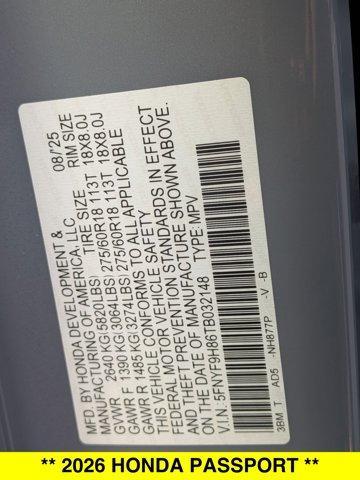 MFD. BY HONDA DEVELOPMENT & 08/25
MANUFACTURING OF AMERICA, LLC
TIRE SIZE RIM SIZE
GVWR 2640 KG(5820LBS) 275/60R18 113T 18X8.0J
GAWR F 1390 KG(3064LBS) 275/60R18 113T 18X8.0J
GAWR R 1485 KG(3274LBS)
THIS VEHICLE CONFORMS TO ALL APPLICABLE
FEDERAL MOTOR VEHICLE SAFETY
AND THEFT PREVENTION STANDARDS IN EFFECT
ON THE DATE OF MANUFACTURE SHOWN ABOVE.
V.I.N.: 5FNYF9H86TB032148 TYPE:MPV
3BM T AD5 -NH877P -V -B
** 2026 HONDA PASSPORT **